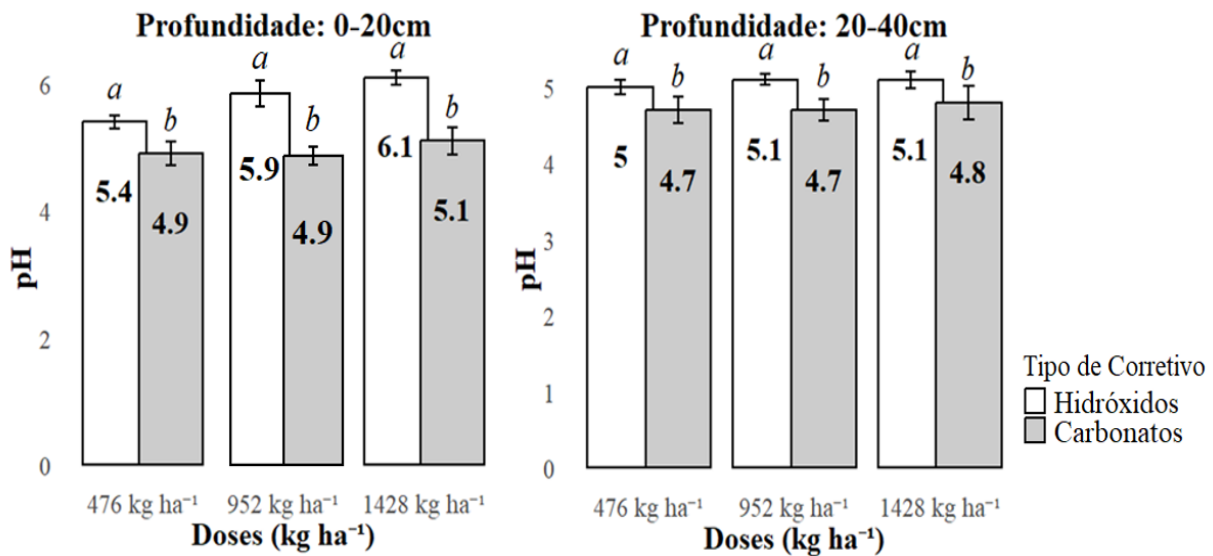 Profundidade: 0-20cm
a
a
a
b
b
b
6
4
2
0
pH
5.4
4.9
5.9
4.9
6.1
5.1
476 kg ha⁻¹
952 kg ha⁻¹
1428 kg ha⁻¹
Doses (kg ha⁻¹)
Profundidade: 20-40cm
a
a
a
b
b
b
5
4
3
2
1
0
pH
5
4.7
5.1
4.7
5.1
4.8
476 kg ha⁻¹
952 kg ha⁻¹
1428 kg ha⁻¹
Doses (kg ha⁻¹)
Tipo de Corretivo
Hidróxidos
Carbonatos